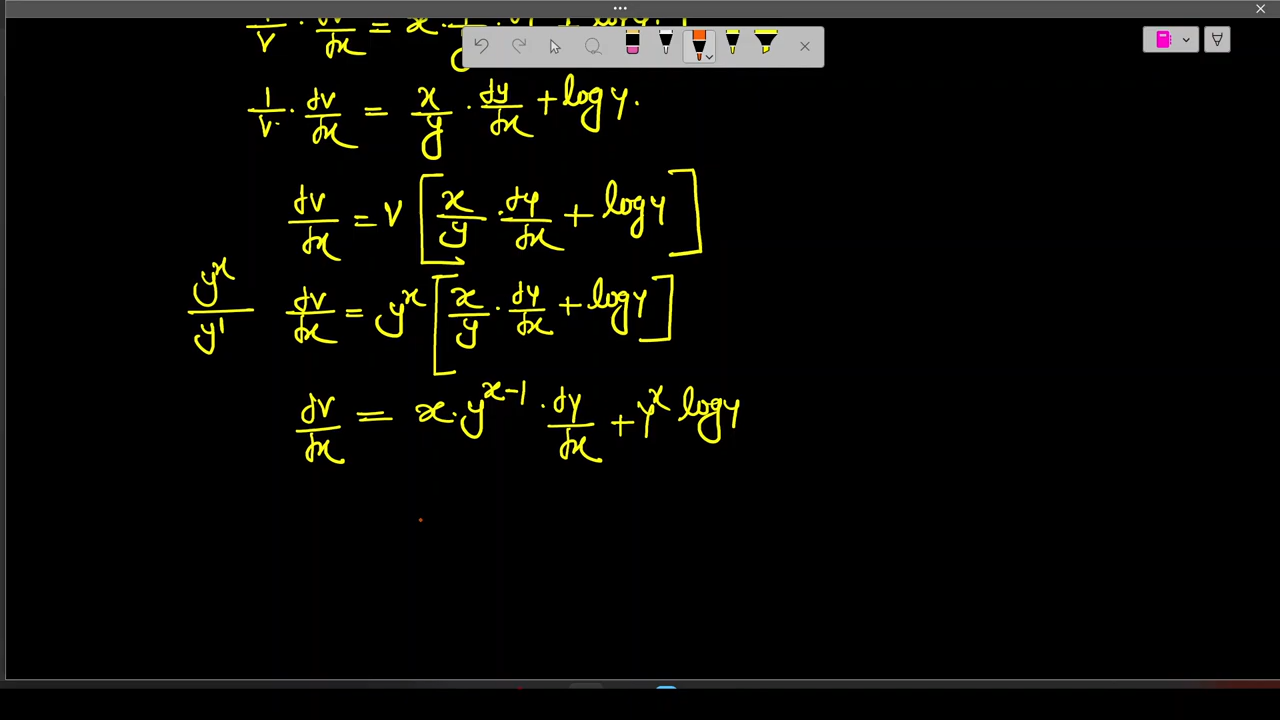 1/v · dv/dx = x/y · dy/dx + log y.
dv/dx = v [x/y · dy/dx + log y]
y^x/y^1 dv/dx = y^x [x/y · dy/dx + log y]
dv/dx = x · y^(x-1) · dy/dx + y^x log y